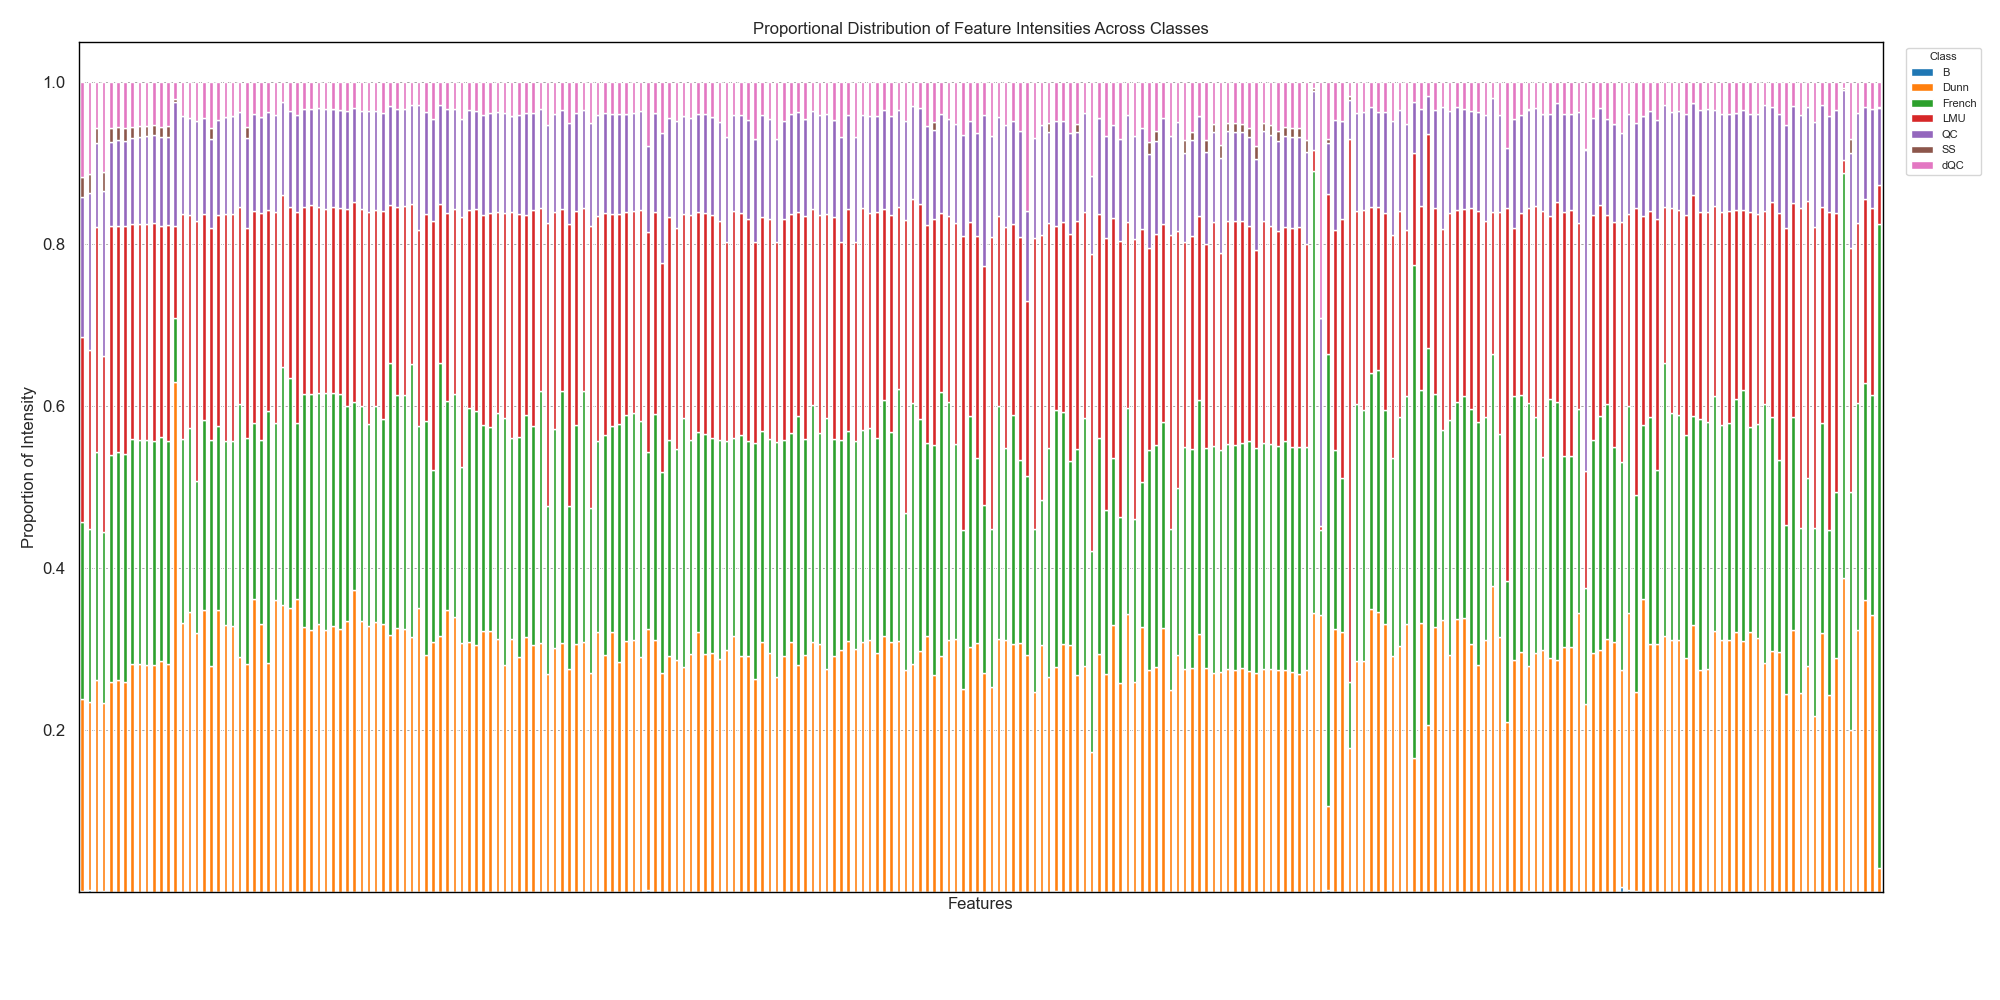 Proportional Distribution of Feature Intensities Across Classes
1.0
0.8
0.6
0.4
0.2
Proportion of Intensity
Features
Class
B
Dunn
French
LMU
QC
SS
dQC